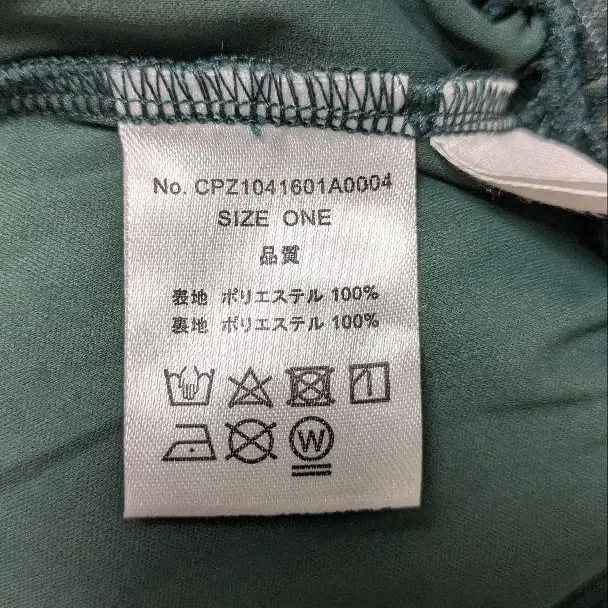 No. CPZ1041601A0004
SIZE ONE
品質
表地 ポリエステル 100%
裏地 ポリエステル 100%
W